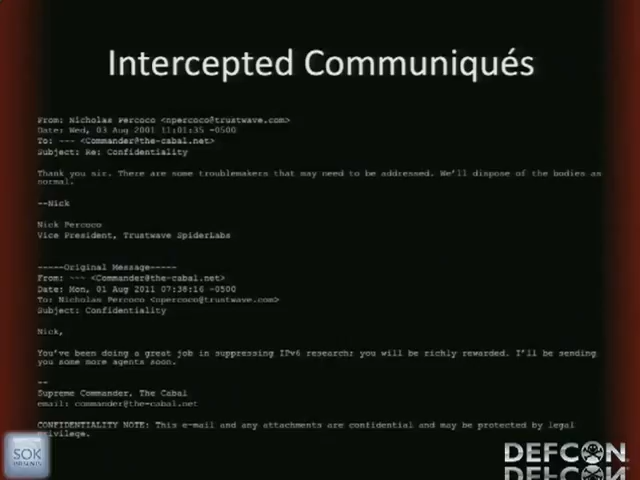 Intercepted Communiqués
From: Nicholas Percoco <npercoco@trustwave.com>
Date: Wed, 03 Aug 2001 11:01:35 -0500
To: ~~~ <Commander@the-cabal.net>
Subject: Re: Confidentiality
Thank you sir. There are some troublemakers that may need to be addressed. We'll dispose of the bodies as
normal.
--Nick
Nick Percoco
Vice President, Trustwave SpiderLabs
-----Original Message-----
From: ~~~ <Commander@the-cabal.net>
Date: Mon, 01 Aug 2011 07:38:16 -0500
To: Nicholas Percoco <npercoco@trustwave.com>
Subject: Confidentiality
Nick,
You've been doing a great job in suppressing IPv6 research; you will be richly rewarded. I'll be sending
you some more agents soon.
--
Supreme Commander, The Cabal
email: commander@the-cabal.net
CONFIDENTIALITY NOTE: This e-mail and any attachments are confidential and may be protected by legal
privilege.
SOK
DEFCON